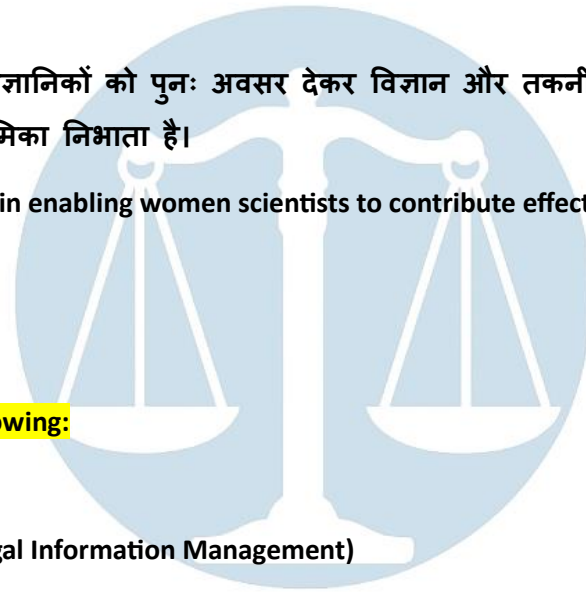 ज्ञानिकों को पुनः अवसर देकर विज्ञान और तकनी
मिका निभाता है।
in enabling women scientists to contribute effect
owing:
gal Information Management)